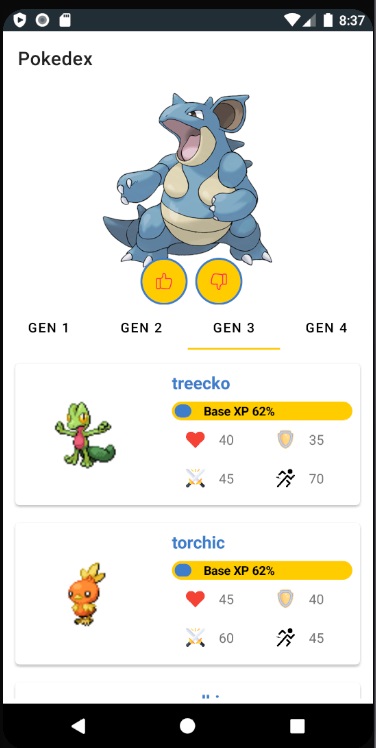 8:37
Pokedex
GEN 1 GEN 2 GEN 3 GEN 4
treecko
Base XP 62%
40 35
45 70
torchic
Base XP 62%
45 40
60 45